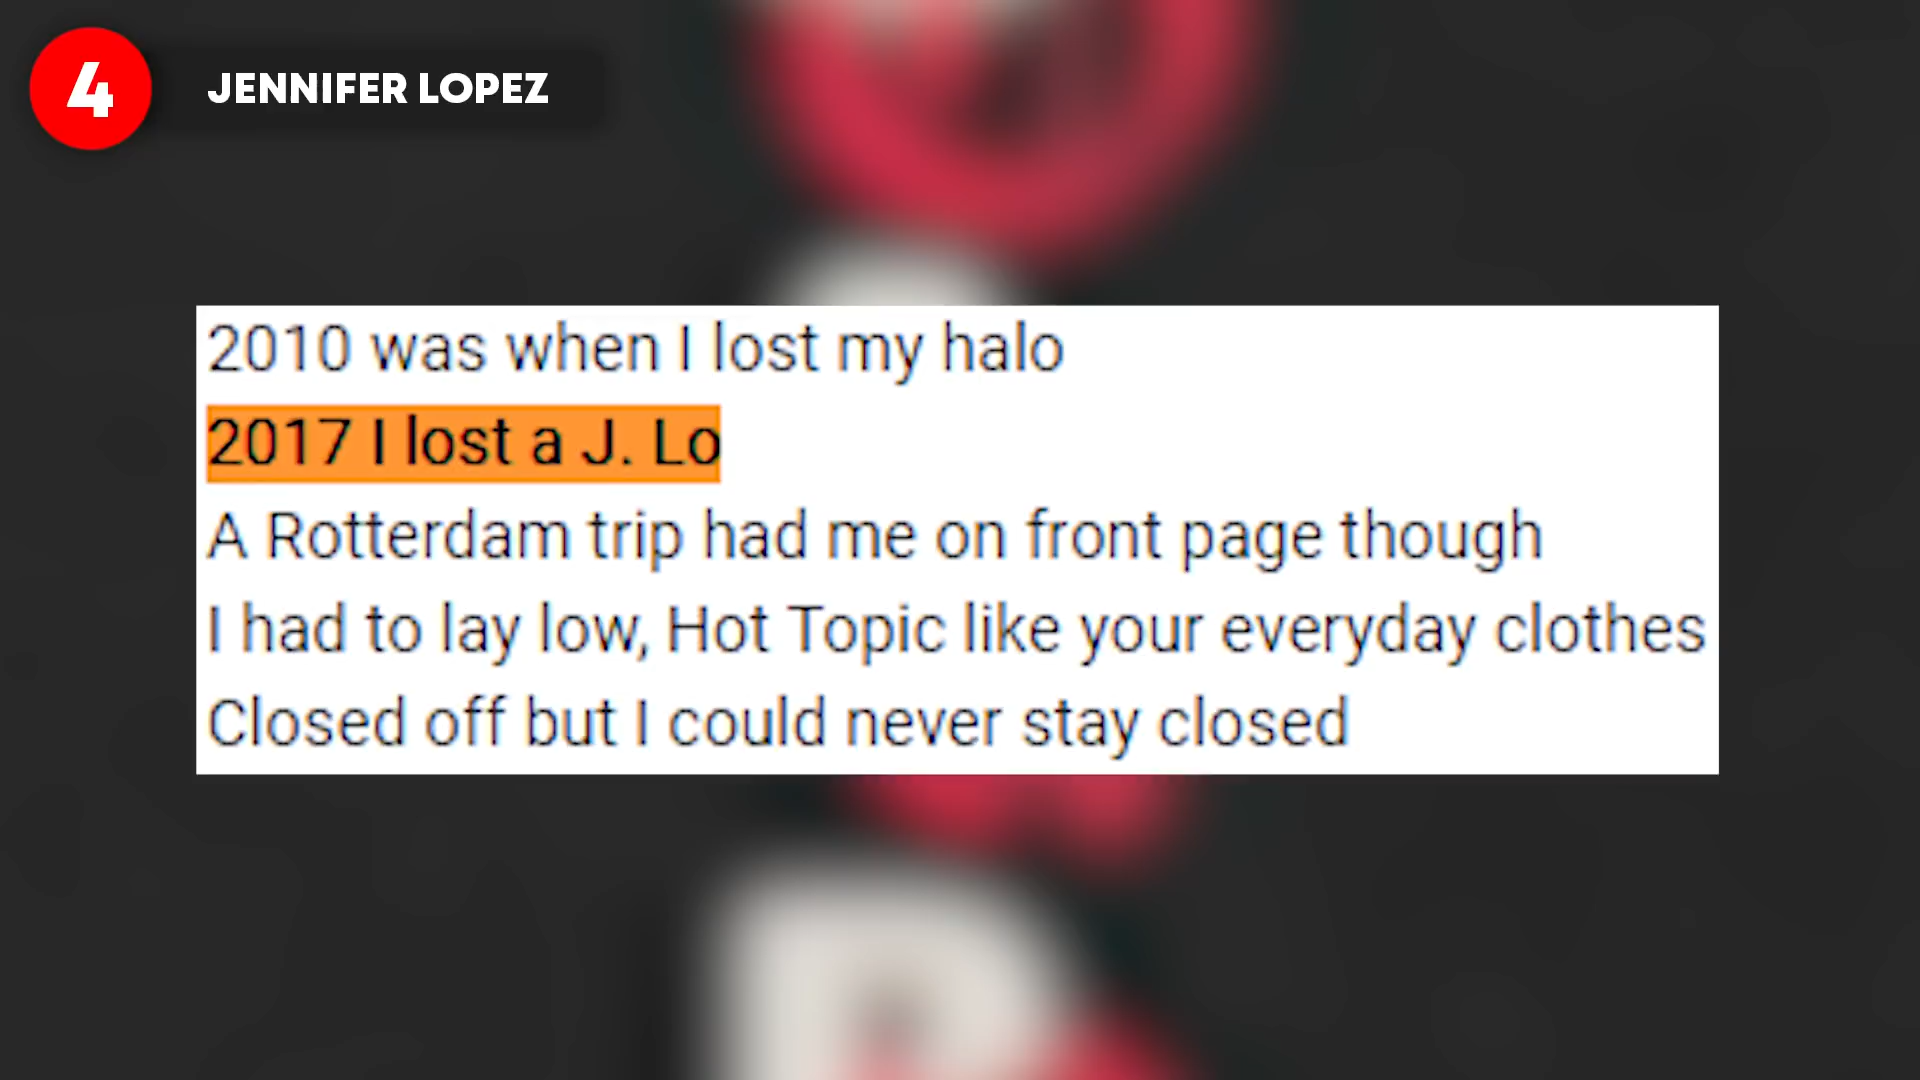 4
JENNIFER LOPEZ
2010 was when I lost my halo
2017 I lost a J. Lo
A Rotterdam trip had me on front page though
I had to lay low, Hot Topic like your everyday clothes
Closed off but I could never stay closed